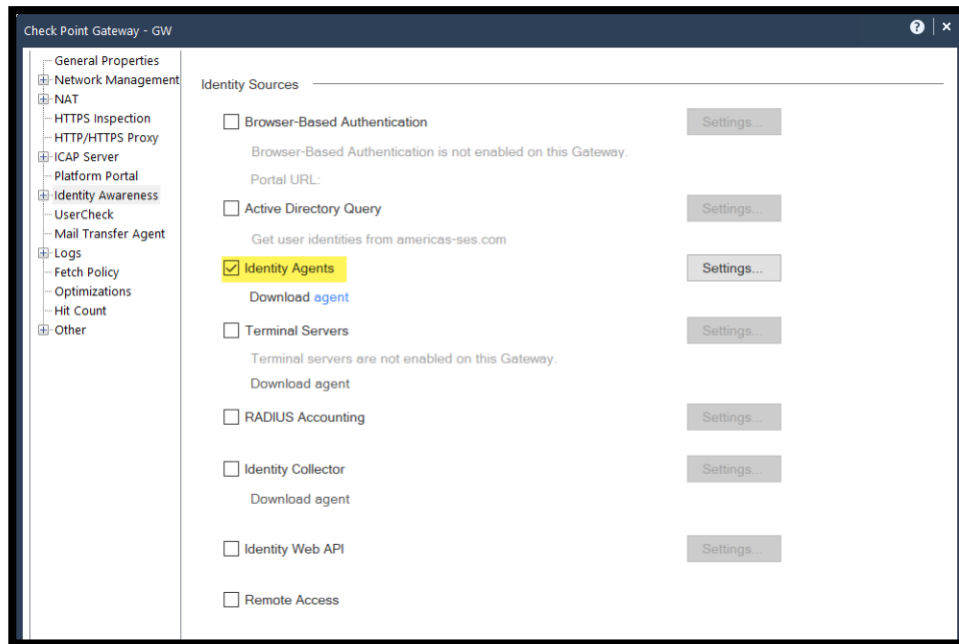 Check Point Gateway - GW
General Properties
Network Management
NAT
HTTPS Inspection
HTTP/HTTPS Proxy
ICAP Server
Platform Portal
Identity Awareness
UserCheck
Mail Transfer Agent
Logs
Fetch Policy
Optimizations
Hit Count
Other
Identity Sources
Browser-Based Authentication Settings...
Browser-Based Authentication is not enabled on this Gateway.
Portal URL:
Active Directory Query Settings...
Get user identities from americas-ses.com
Identity Agents Settings...
Download agent
Terminal Servers Settings...
Terminal servers are not enabled on this Gateway.
Download agent
RADIUS Accounting Settings...
Identity Collector Settings...
Download agent
Identity Web API Settings...
Remote Access